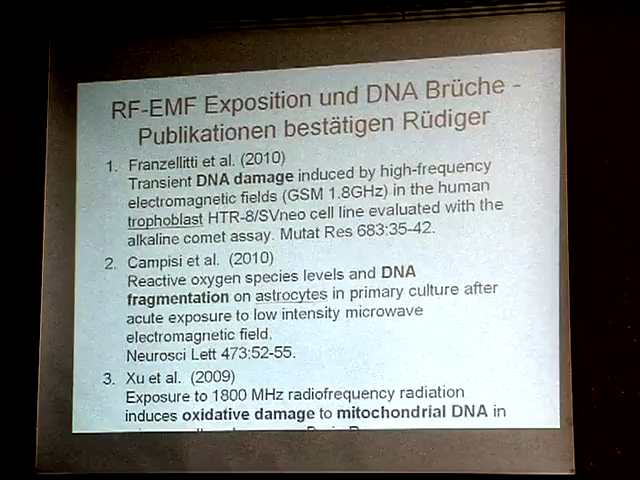 RF-EMF Exposition und DNA Brüche -
Publikationen bestätigen Rüdiger
1. Franzellitti et al. (2010)
Transient DNA damage induced by high-frequency
electromagnetic fields (GSM 1.8GHz) in the human
trophoblast HTR-8/SVneo cell line evaluated with the
alkaline comet assay. Mutat Res 683:35-42.
2. Campisi et al. (2010)
Reactive oxygen species levels and DNA
fragmentation on astrocytes in primary culture after
acute exposure to low intensity microwave
electromagnetic field.
Neurosci Lett 473:52-55.
3. Xu et al. (2009)
Exposure to 1800 MHz radiofrequency radiation
induces oxidative damage to mitochondrial DNA in